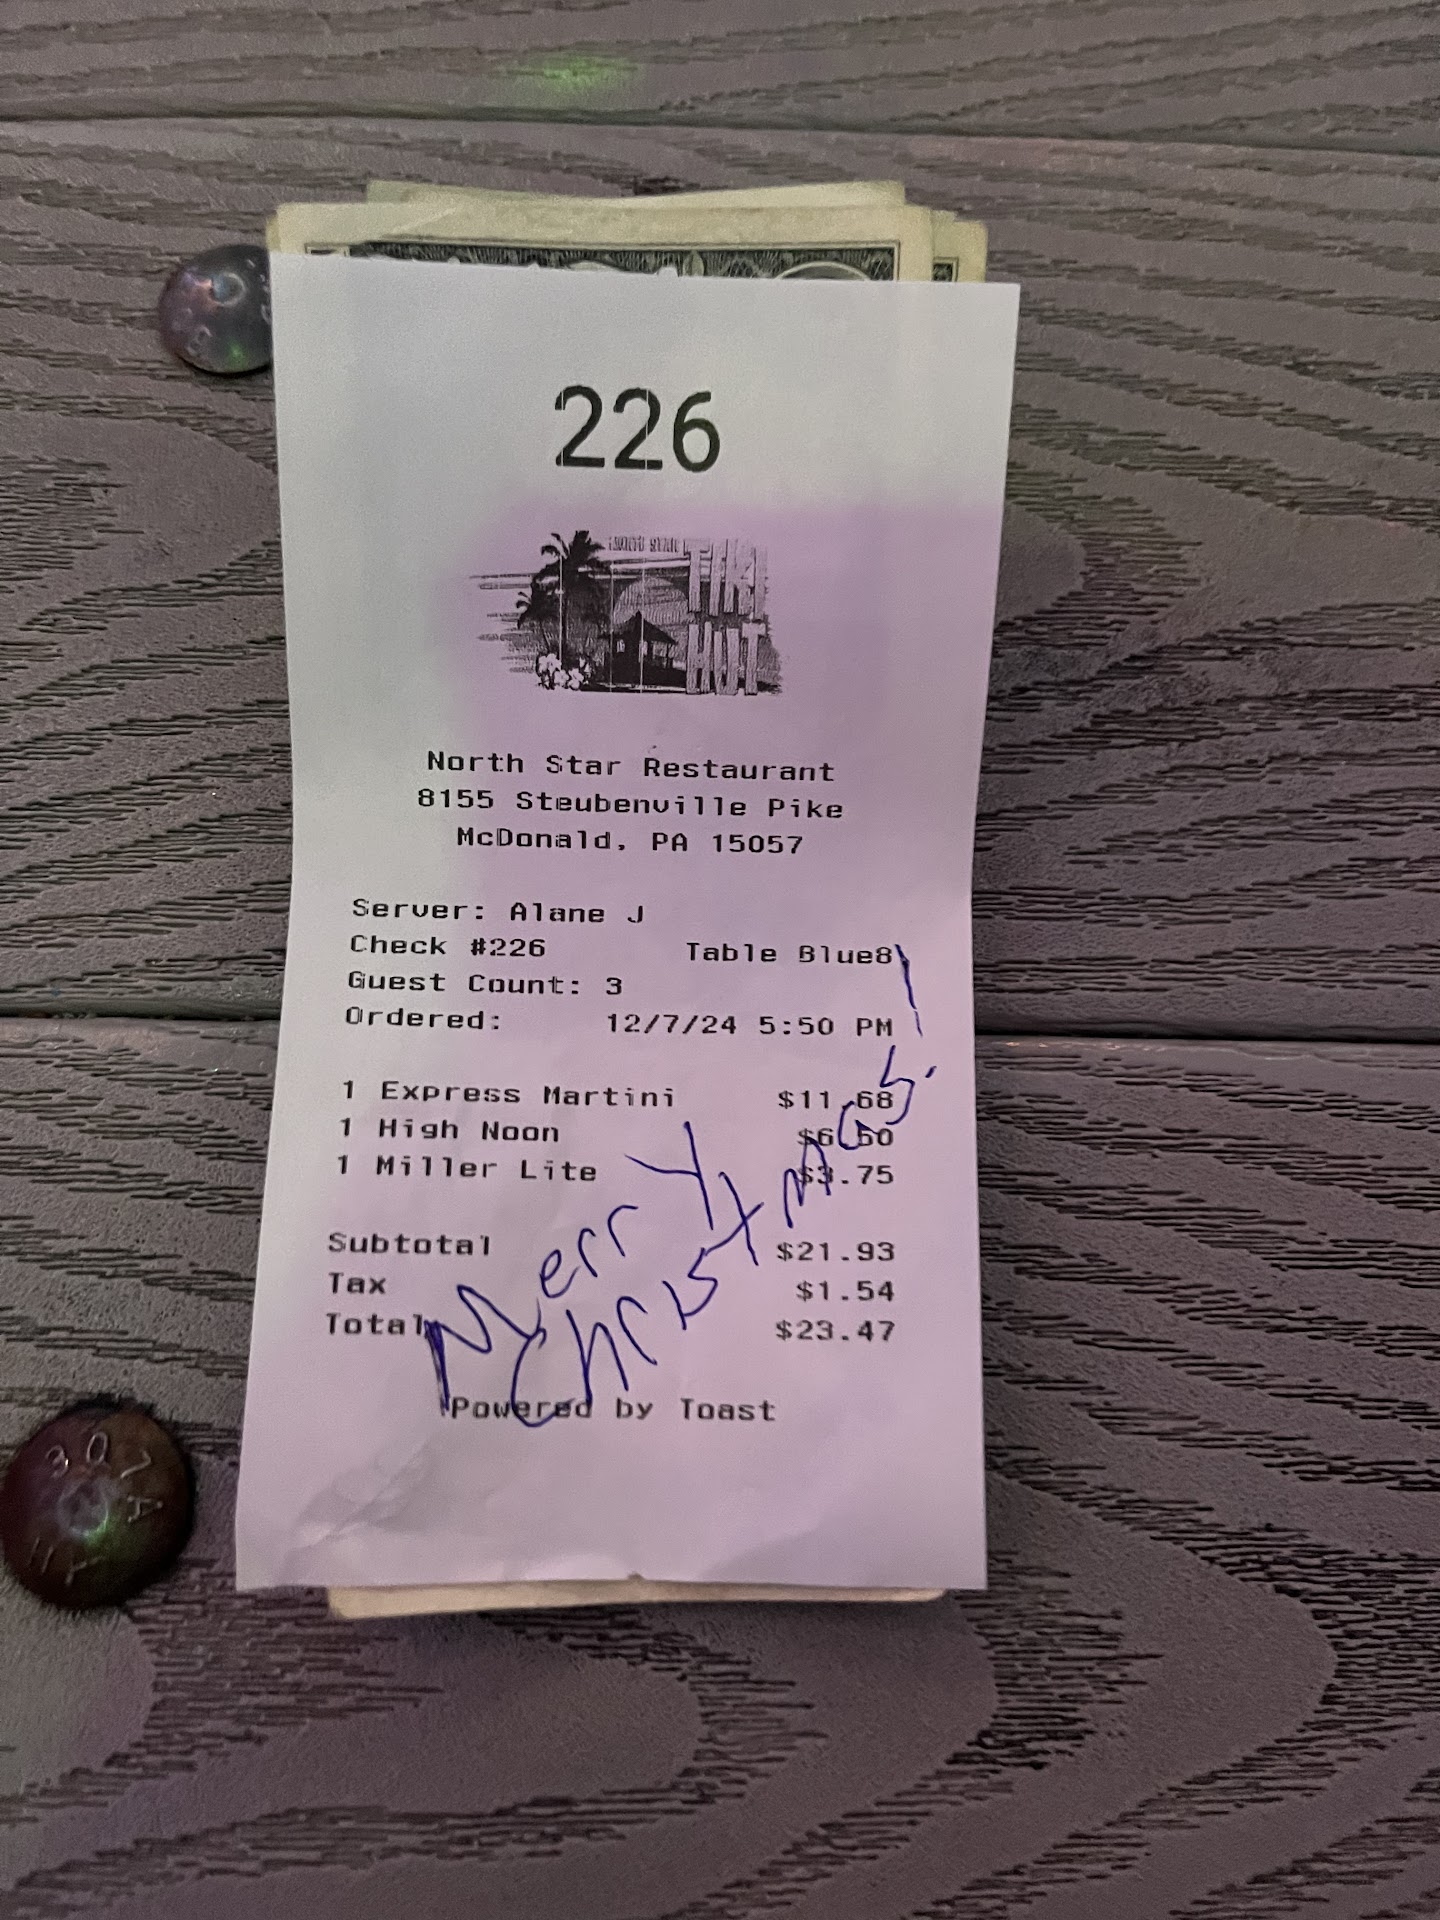 226
NORTH STAR
TIKI
HUT
North Star Restaurant
8155 Steubenville Pike
McDonald, PA 15057
Server: Alane J
Check #226 Table Blue8
Guest Count: 3
Ordered: 12/7/24 5:50 PM
1 Express Martini $11.68
1 High Noon $6.50
1 Miller Lite $3.75
Subtotal $21.93
Tax $1.54
Total $23.47
Merry
Christmas!
Powered by Toast
307A